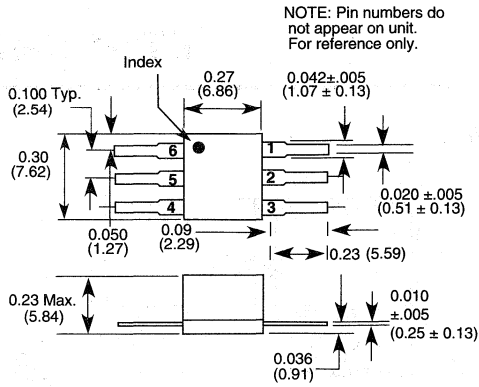 NOTE: Pin numbers do
not appear on unit.
For reference only.
Index
0.27
(6.86)
0.042±.005
(1.07 ± 0.13)
0.100 Typ.
(2.54)
0.30
(7.62)
6
1
5
2
4
3
0.020 ±.005
(0.51 ± 0.13)
0.050
(1.27)
0.09
(2.29)
0.23 (5.59)
0.23 Max.
(5.84)
0.010
±.005
(0.25 ± 0.13)
0.036
(0.91)